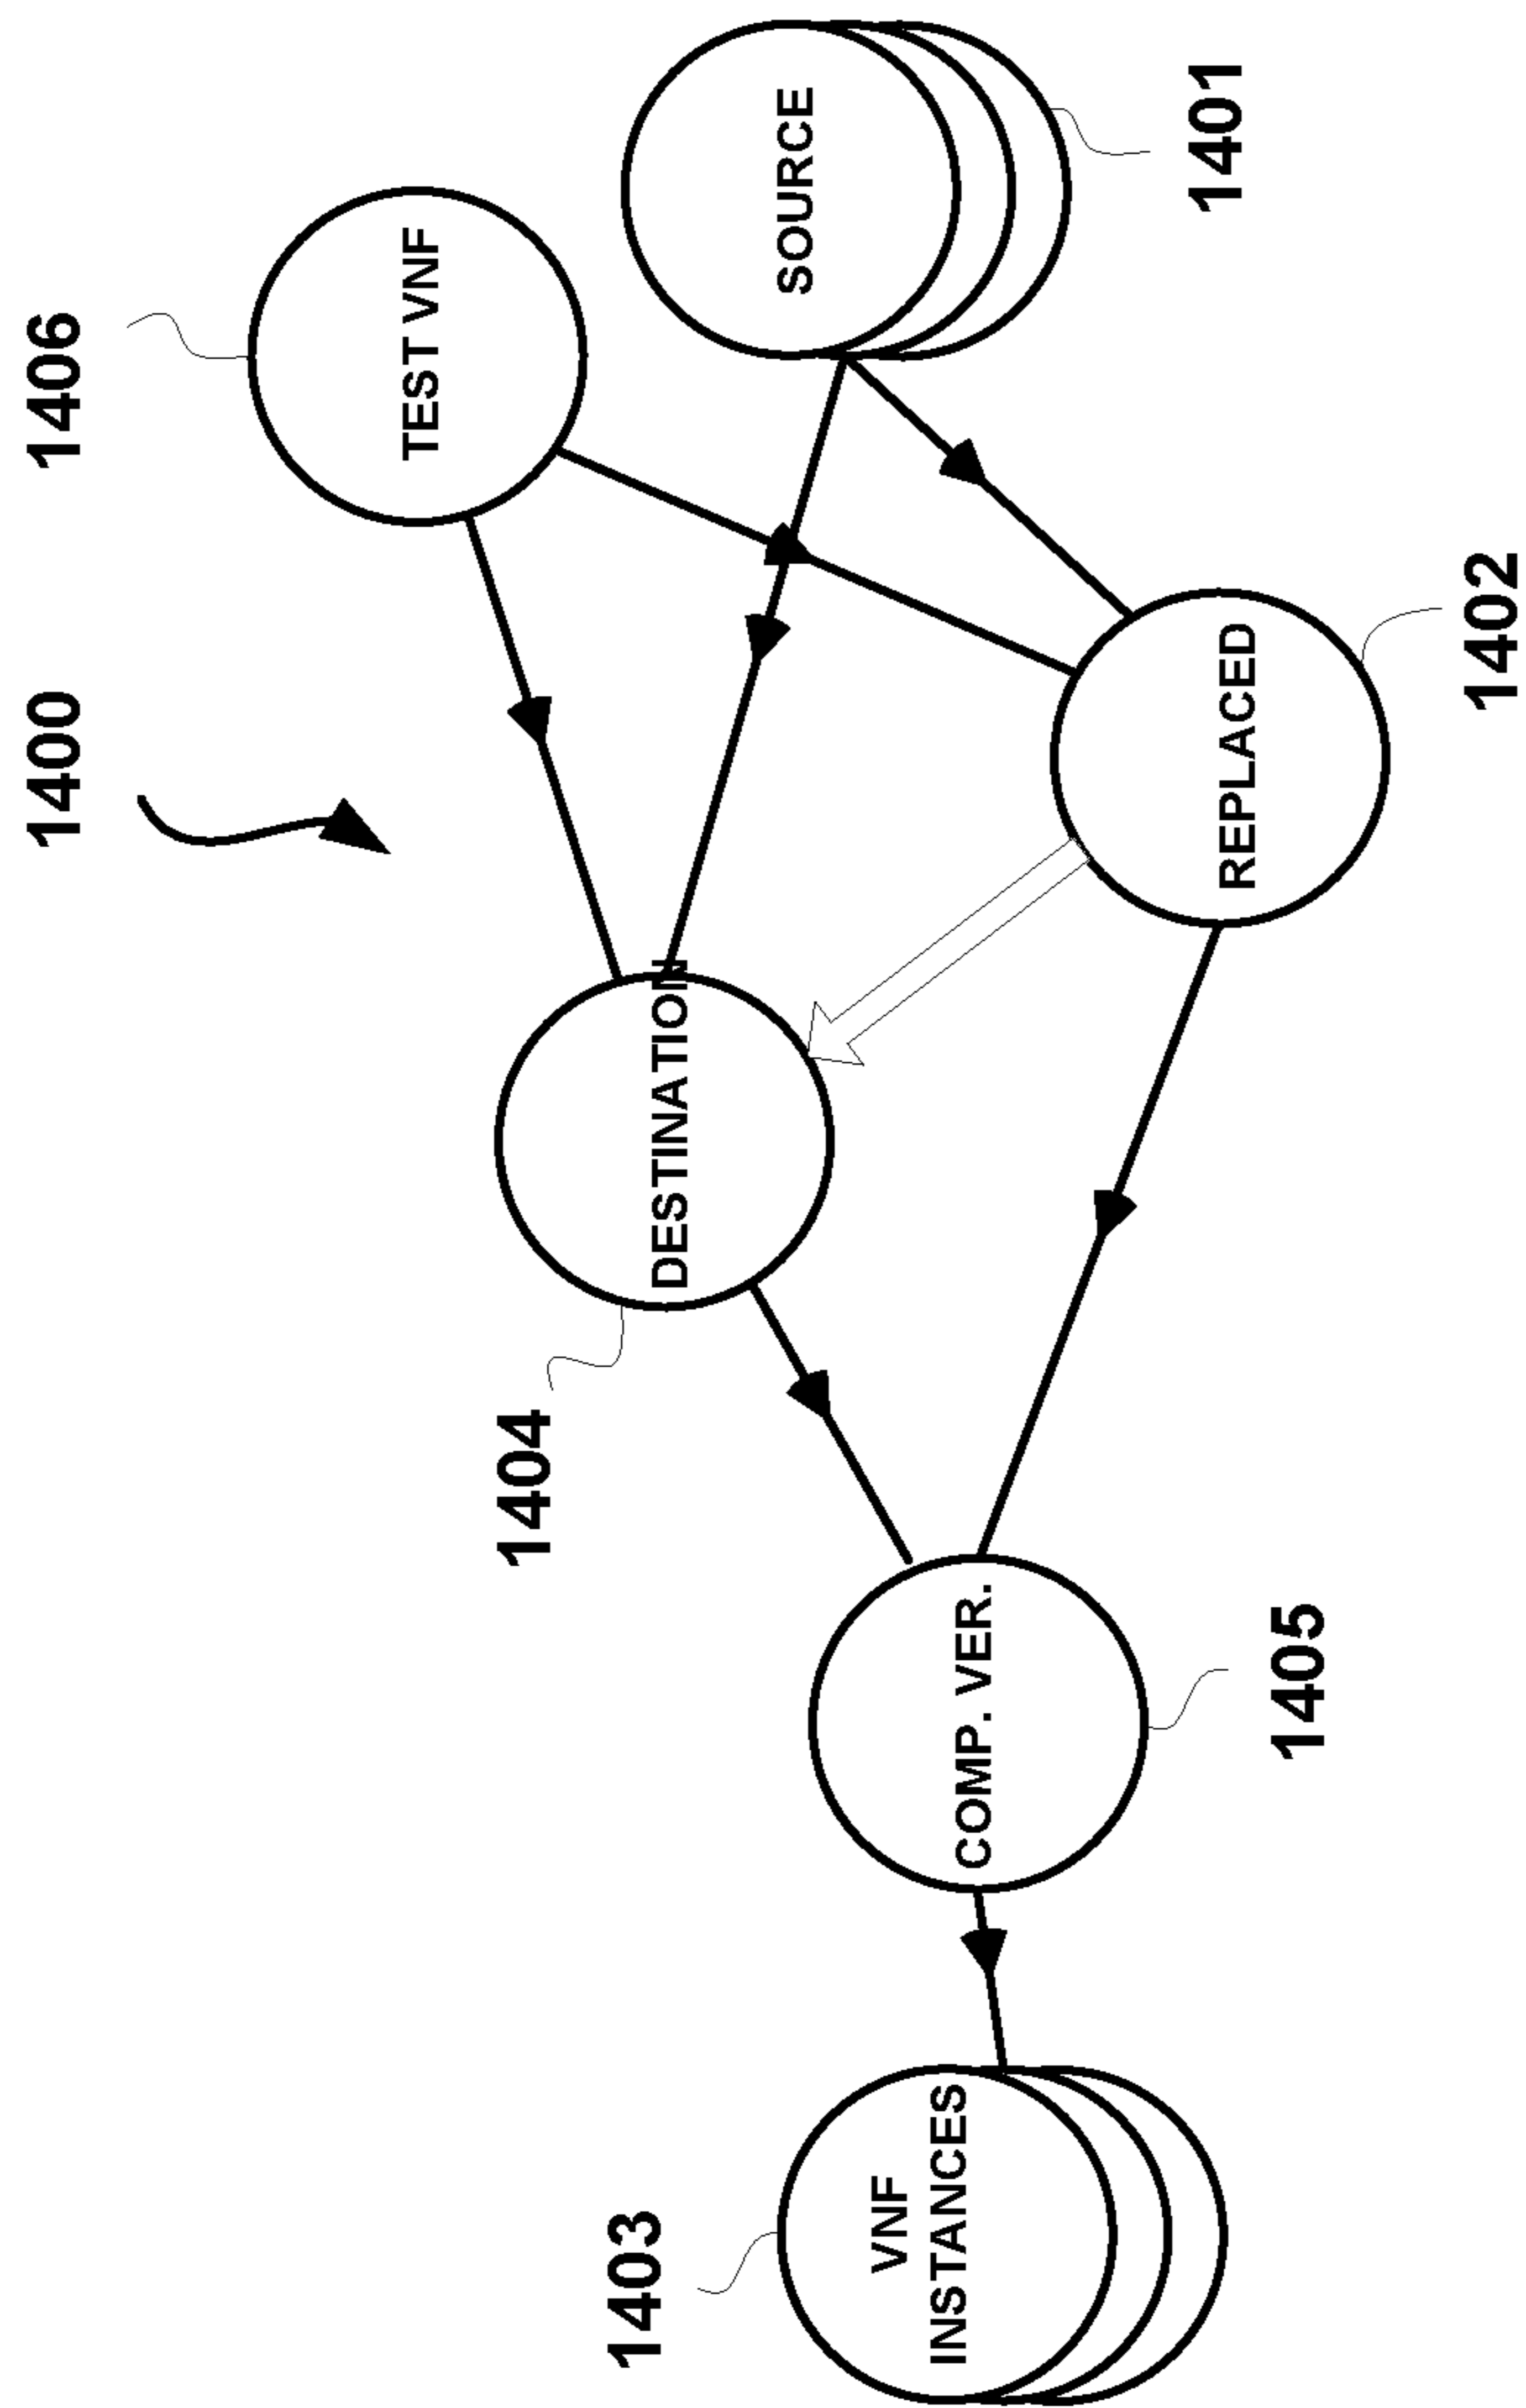 1400
1406
TEST VNF
1404
1403
DESTINATION
SOURCE
VNF
INSTANCES
COMP. VER.
1401
REPLACED
1405
1402